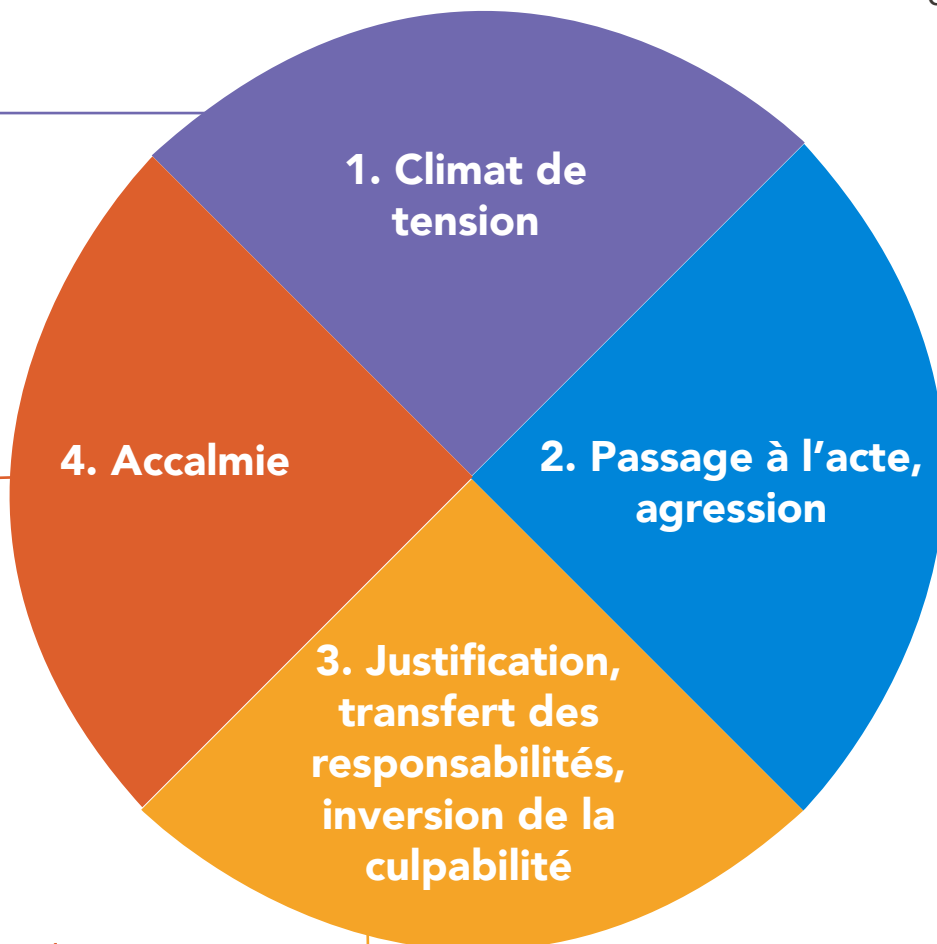 1. Climat de
tension
4. Accalmie
2. Passage à l’acte,
agression
3. Justification,
transfert des
responsabilités,
inversion de la
culpabilité